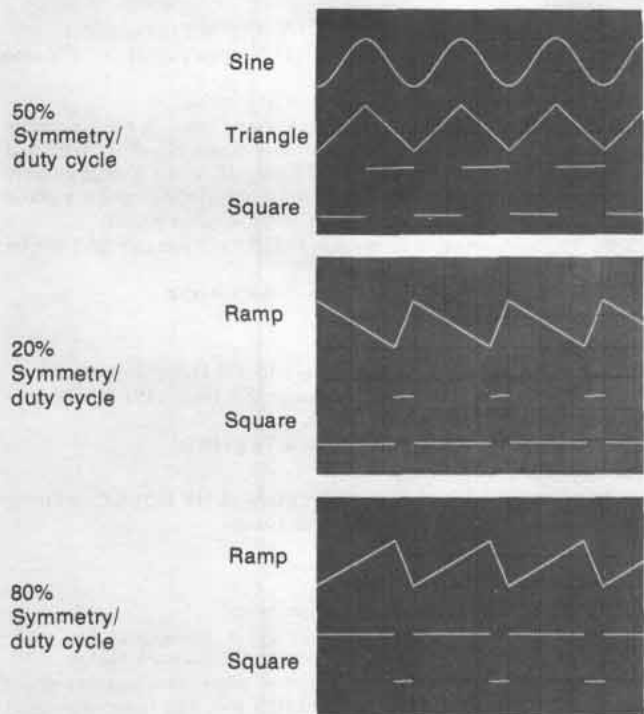 Sine
50%
Symmetry/
duty cycle
Triangle
Square
Ramp
20%
Symmetry/
duty cycle
Square
Ramp
80%
Symmetry/
duty cycle
Square